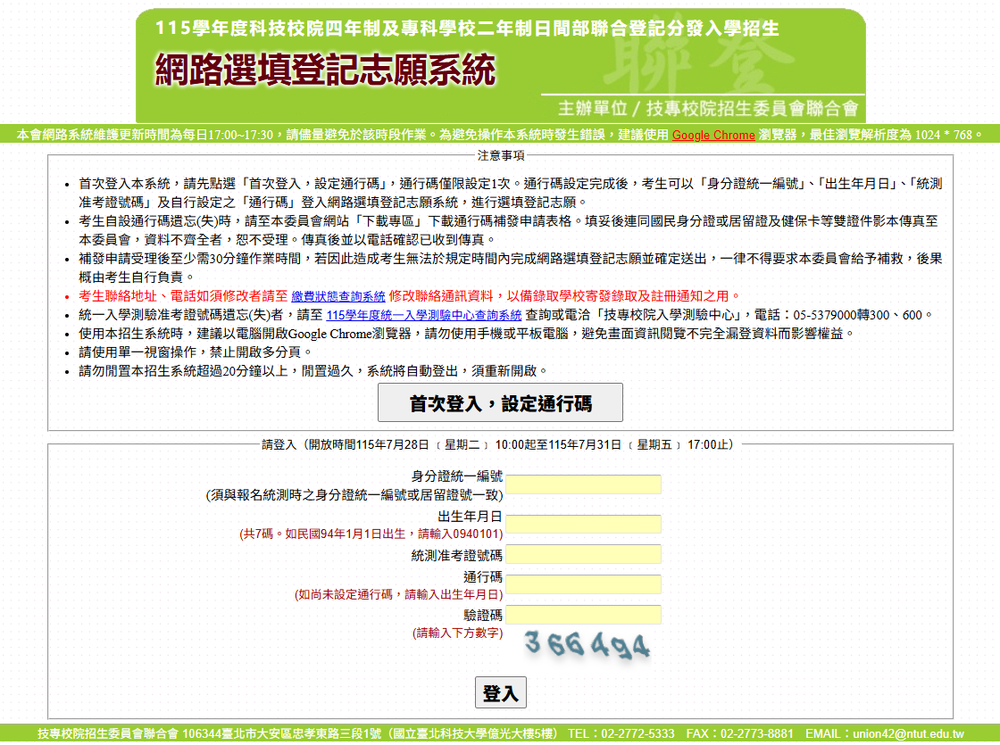 115學年度科技校院四年制及專科學校二年制日間部聯合登記分發入學招生
聯登
網路選填登記志願系統
主辦單位 / 技專校院招生委員會聯合會
本會網路系統維護更新時間為每日17:00~17:30，請儘量避免於該時段作業。為避免操作本系統時發生錯誤，建議使用 Google Chrome 瀏覽器，最佳瀏覽解析度為 1024 * 768。
注意事項
• 首次登入本系統，請先點選「首次登入，設定通行碼」，通行碼僅限設定1次。通行碼設定完成後，考生可以「身分證統一編號」、「出生年月日」、「統測
准考證號碼」及自行設定之「通行碼」登入網路選填登記志願系統，進行選填登記志願。
• 考生自設通行碼遺忘(失)時，請至本委員會網站「下載專區」下載通行碼補發申請表格。填妥後連同國民身分證或居留證及健保卡等雙證件影本傳真至
本委員會，資料不齊全者，恕不受理。傳真後並以電話確認已收到傳真。
• 補發申請受理後至少需30分鐘作業時間，若因此造成考生無法於規定時間內完成網路選填登記志願並確定送出，一律不得要求本委員會給予補救，後果
概由考生自行負責。
• 考生聯絡地址、電話如須修改者請至 繳費狀態查詢系統 修改聯絡通訊資料，以備錄取學校寄發錄取及註冊通知之用。
• 統一入學測驗准考證號碼遺忘(失)者，請至 115學年度統一入學測驗中心查詢系統 查詢或電洽「技專校院入學測驗中心」，電話：05-5379000轉300、600。
• 使用本招生系統時，建議以電腦開啟Google Chrome瀏覽器，請勿使用手機或平板電腦，避免畫面資訊閱覽不完全漏登資料而影響權益。
• 請使用單一視窗操作，禁止開啟多分頁。
• 請勿閒置本招生系統超過20分鐘以上，閒置過久，系統將自動登出，須重新開啟。
首次登入，設定通行碼
請登入（開放時間115年7月28日﹝星期二﹞10:00起至115年7月31日﹝星期五﹞17:00止）
身分證統一編號
(須與報名統測時之身分證統一編號或居留證號一致)
出生年月日
(共7碼。如民國94年1月1日出生，請輸入0940101)
統測准考證號碼
通行碼
(如尚未設定通行碼，請輸入出生年月日)
驗證碼
(請輸入下方數字)
366494
登入
技專校院招生委員會聯合會 106344臺北市大安區忠孝東路三段1號（國立臺北科技大學億光大樓5樓） TEL：02-2772-5333 FAX：02-2773-8881 EMAIL：union42@ntut.edu.tw